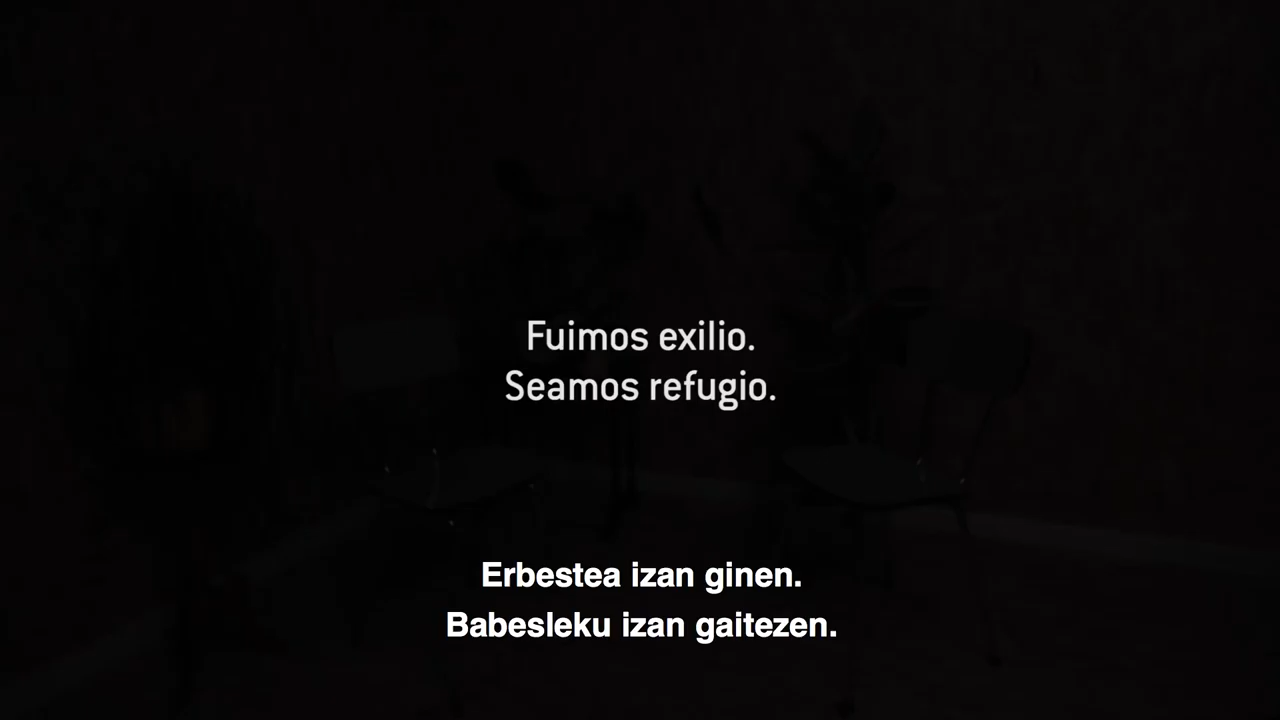 Fuimos exilio.
Seamos refugio.
Erbestea izan ginen.
Babesleku izan gaitezen.